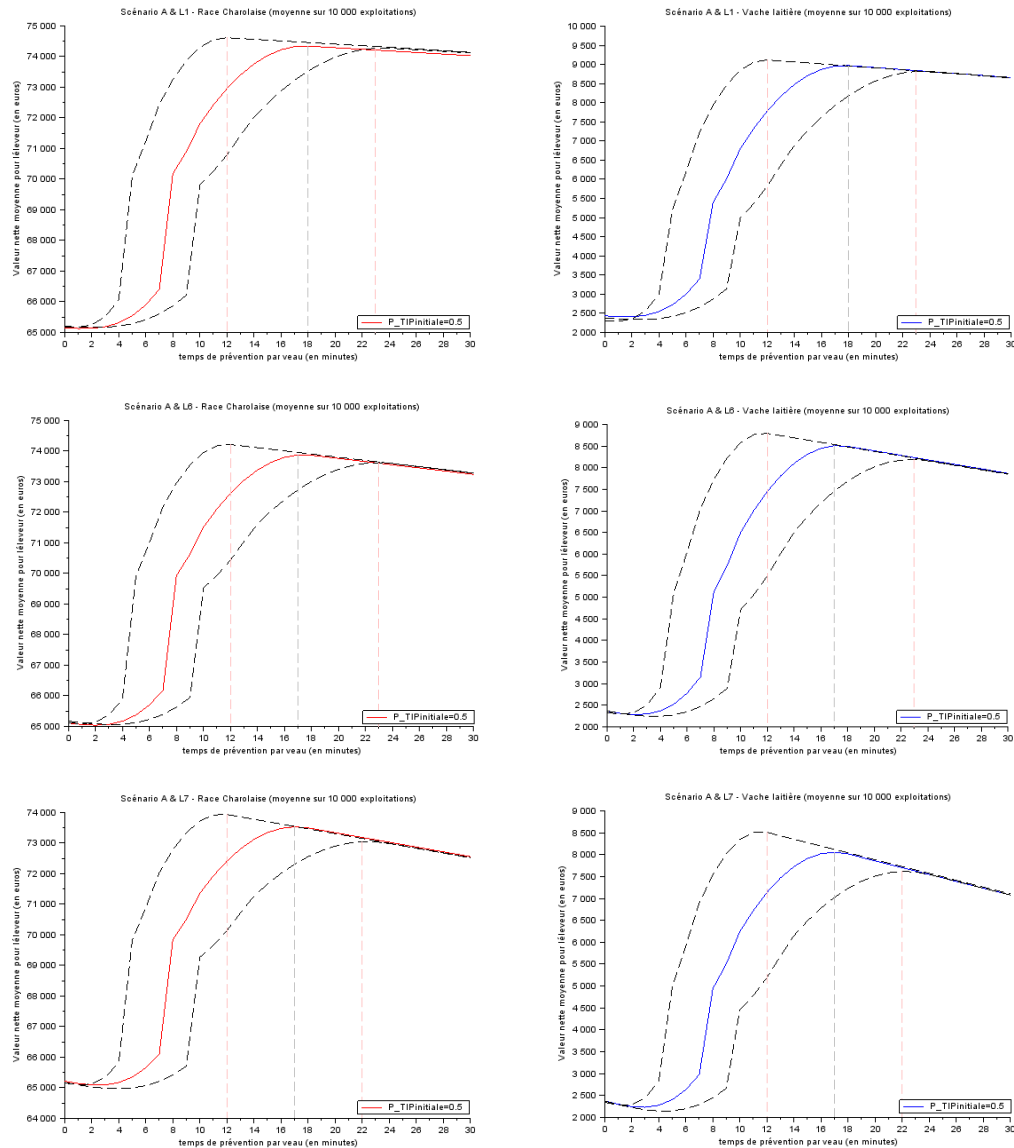 Scénario A & L1 - Race Charolaise (moyenne sur 10 000 exploitations)
Valeur nette moyenne pour léleveur (en euros)
75 000
74 000
73 000
72 000
71 000
70 000
69 000
68 000
67 000
66 000
65 000
0 2 4 6 8 10 12 14 16 18 20 22 24 26 28 30
P_TIPinitiale=0.5
temps de prévention par veau (en minutes)
Scénario A & L1 - Vache laitière (moyenne sur 10 000 exploitations)
Valeur nette moyenne pour léleveur (en euros)
10 000
9 500
9 000
8 500
8 000
7 500
7 000
6 500
6 000
5 500
5 000
4 500
4 000
3 500
3 000
2 500
2 000
0 2 4 6 8 10 12 14 16 18 20 22 24 26 28 30
P_TIPinitiale=0.5
temps de prévention par veau (en minutes)
Scénario A & L6 - Race Charolaise (moyenne sur 10 000 exploitations)
Valeur nette moyenne pour léleveur (en euros)
75 000
74 000
73 000
72 000
71 000
70 000
69 000
68 000
67 000
66 000
65 000
0 2 4 6 8 10 12 14 16 18 20 22 24 26 28 30
P_TIPinitiale=0.5
temps de prévention par veau (en minutes)
Scénario A & L6 - Vache laitière (moyenne sur 10 000 exploitations)
Valeur nette moyenne pour léleveur (en euros)
9 000
8 500
8 000
7 500
7 000
6 500
6 000
5 500
5 000
4 500
4 000
3 500
3 000
2 500
2 000
0 2 4 6 8 10 12 14 16 18 20 22 24 26 28 30
P_TIPinitiale=0.5
temps de prévention par veau (en minutes)
Scénario A & L7 - Race Charolaise (moyenne sur 10 000 exploitations)
Valeur nette moyenne pour léleveur (en euros)
74 000
73 000
72 000
71 000
70 000
69 000
68 000
67 000
66 000
65 000
64 000
0 2 4 6 8 10 12 14 16 18 20 22 24 26 28 30
P_TIPinitiale=0.5
temps de prévention par veau (en minutes)
Scénario A & L7 - Vache laitière (moyenne sur 10 000 exploitations)
Valeur nette moyenne pour léleveur (en euros)
9 000
8 500
8 000
7 500
7 000
6 500
6 000
5 500
5 000
4 500
4 000
3 500
3 000
2 500
2 000
0 2 4 6 8 10 12 14 16 18 20 22 24 26 28 30
P_TIPinitiale=0.5
temps de prévention par veau (en minutes)